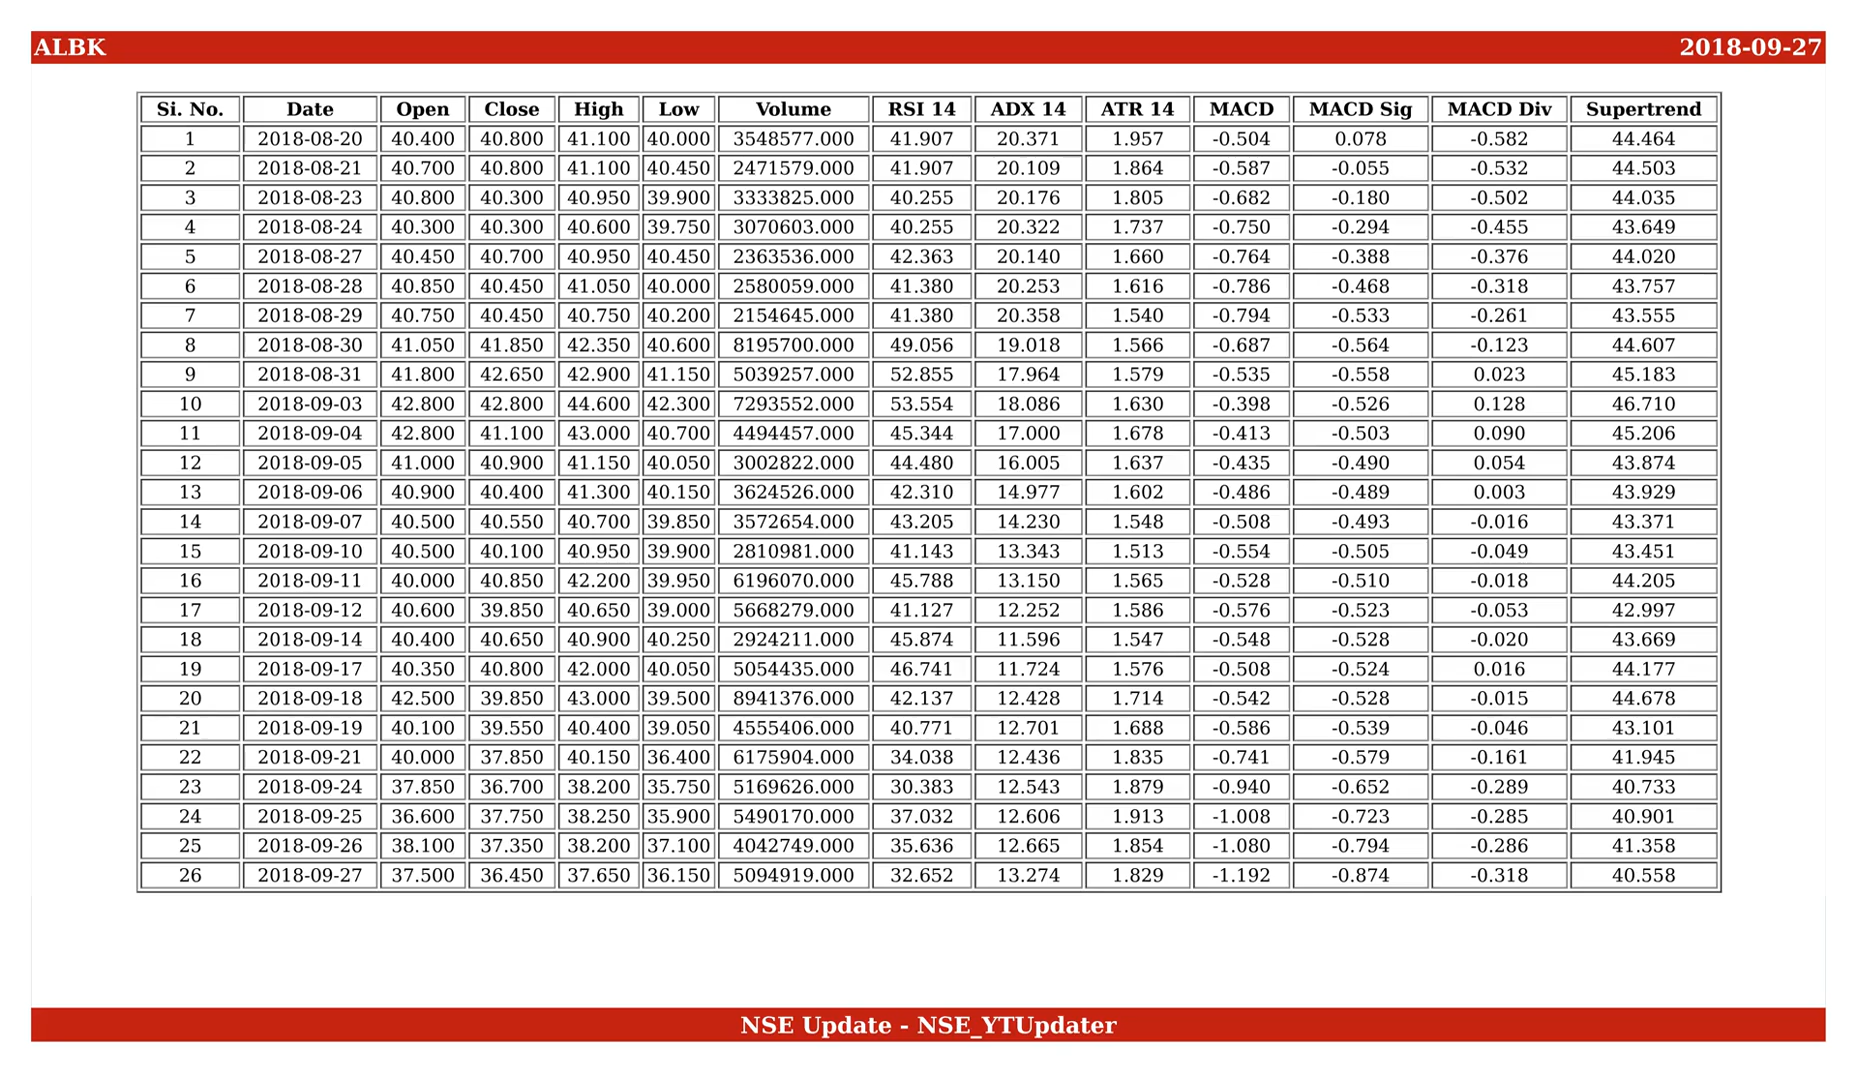 ALBK 2018-09-27
Si. No. Date Open Close High Low Volume RSI 14 ADX 14 ATR 14 MACD MACD Sig MACD Div Supertrend
1 2018-08-20 40.400 40.800 41.100 40.000 3548577.000 41.907 20.371 1.957 -0.504 0.078 -0.582 44.464
2 2018-08-21 40.700 40.800 41.100 40.450 2471579.000 41.907 20.109 1.864 -0.587 -0.055 -0.532 44.503
3 2018-08-23 40.800 40.300 40.950 39.900 3333825.000 40.255 20.176 1.805 -0.682 -0.180 -0.502 44.035
4 2018-08-24 40.300 40.300 40.600 39.750 3070603.000 40.255 20.322 1.737 -0.750 -0.294 -0.455 43.649
5 2018-08-27 40.450 40.700 40.950 40.450 2363536.000 42.363 20.140 1.660 -0.764 -0.388 -0.376 44.020
6 2018-08-28 40.850 40.450 41.050 40.000 2580059.000 41.380 20.253 1.616 -0.786 -0.468 -0.318 43.757
7 2018-08-29 40.750 40.450 40.750 40.200 2154645.000 41.380 20.358 1.540 -0.794 -0.533 -0.261 43.555
8 2018-08-30 41.050 41.850 42.350 40.600 8195700.000 49.056 19.018 1.566 -0.687 -0.564 -0.123 44.607
9 2018-08-31 41.800 42.650 42.900 41.150 5039257.000 52.855 17.964 1.579 -0.535 -0.558 0.023 45.183
10 2018-09-03 42.800 42.800 44.600 42.300 7293552.000 53.554 18.086 1.630 -0.398 -0.526 0.128 46.710
11 2018-09-04 42.800 41.100 43.000 40.700 4494457.000 45.344 17.000 1.678 -0.413 -0.503 0.090 45.206
12 2018-09-05 41.000 40.900 41.150 40.050 3002822.000 44.480 16.005 1.637 -0.435 -0.490 0.054 43.874
13 2018-09-06 40.900 40.400 41.300 40.150 3624526.000 42.310 14.977 1.602 -0.486 -0.489 0.003 43.929
14 2018-09-07 40.500 40.550 40.700 39.850 3572654.000 43.205 14.230 1.548 -0.508 -0.493 -0.016 43.371
15 2018-09-10 40.500 40.100 40.950 39.900 2810981.000 41.143 13.343 1.513 -0.554 -0.505 -0.049 43.451
16 2018-09-11 40.000 40.850 42.200 39.950 6196070.000 45.788 13.150 1.565 -0.528 -0.510 -0.018 44.205
17 2018-09-12 40.600 39.850 40.650 39.000 5668279.000 41.127 12.252 1.586 -0.576 -0.523 -0.053 42.997
18 2018-09-14 40.400 40.650 40.900 40.250 2924211.000 45.874 11.596 1.547 -0.548 -0.528 -0.020 43.669
19 2018-09-17 40.350 40.800 42.000 40.050 5054435.000 46.741 11.724 1.576 -0.508 -0.524 0.016 44.177
20 2018-09-18 42.500 39.850 43.000 39.500 8941376.000 42.137 12.428 1.714 -0.542 -0.528 -0.015 44.678
21 2018-09-19 40.100 39.550 40.400 39.050 4555406.000 40.771 12.701 1.688 -0.586 -0.539 -0.046 43.101
22 2018-09-21 40.000 37.850 40.150 36.400 6175904.000 34.038 12.436 1.835 -0.741 -0.579 -0.161 41.945
23 2018-09-24 37.850 36.700 38.200 35.750 5169626.000 30.383 12.543 1.879 -0.940 -0.652 -0.289 40.733
24 2018-09-25 36.600 37.750 38.250 35.900 5490170.000 37.032 12.606 1.913 -1.008 -0.723 -0.285 40.901
25 2018-09-26 38.100 37.350 38.200 37.100 4042749.000 35.636 12.665 1.854 -1.080 -0.794 -0.286 41.358
26 2018-09-27 37.500 36.450 37.650 36.150 5094919.000 32.652 13.274 1.829 -1.192 -0.874 -0.318 40.558
NSE Update - NSE_YTUpdater